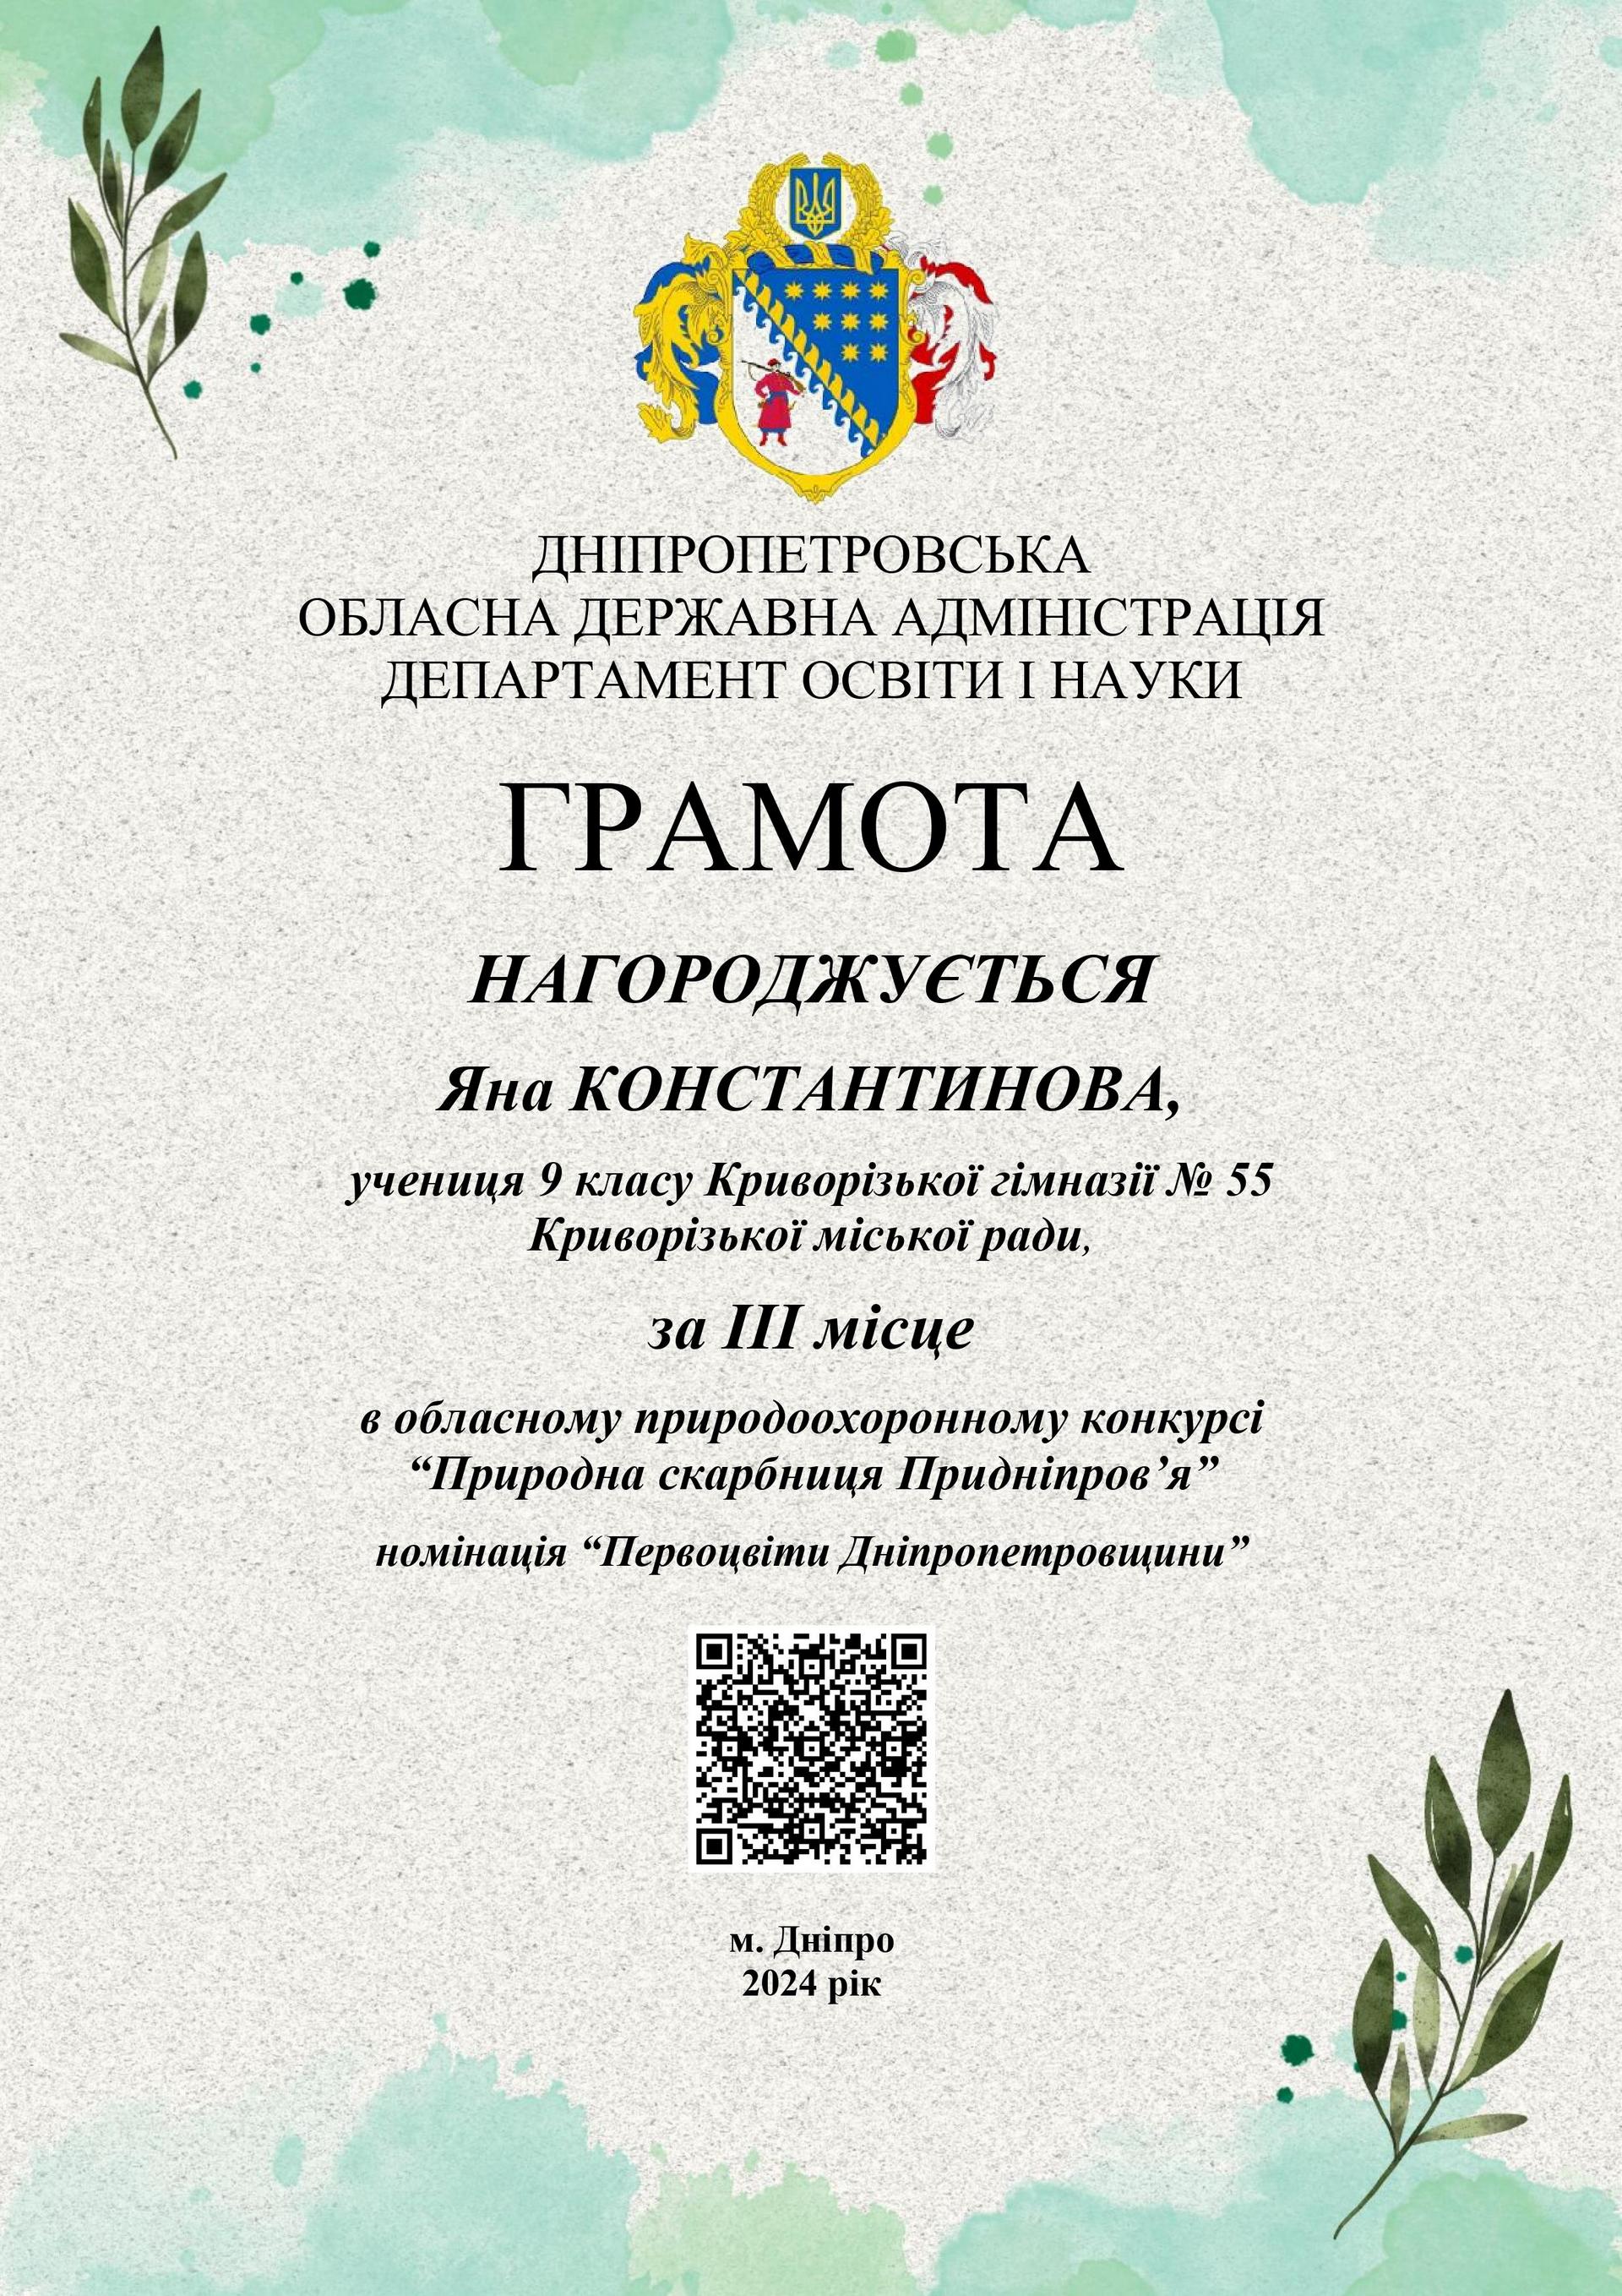 ДНІПРОПЕТРОВСЬКА
ОБЛАСНА ДЕРЖАВНА АДМІНІСТРАЦІЯ
ДЕПАРТАМЕНТ ОСВІТИ І НАУКИ
ГРАМОТА
НАГОРОДЖУЄТЬСЯ
Яна КОНСТАНТИНОВА,
учениця 9 класу Криворізької гімназії № 55
Криворізької міської ради,
за ІІІ місце
в обласному природоохоронному конкурсі
“Природна скарбниця Придніпров’я”
номінація “Первоцвіти Дніпропетровщини”
м. Дніпро
2024 рік